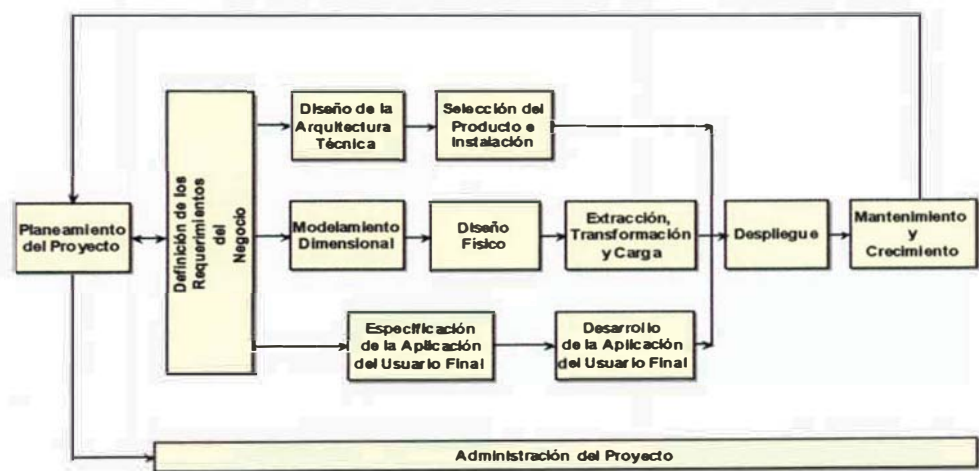 Planeamiento
del Proyecto
Definición de los
Requerimientos
del
Negocio
Diseño de la
Arquitectura
Técnica
Selección del
Producto e
Instalación
Modelamiento
Dimensional
Diseño
Físico
Extracción,
Transformación
y Carga
Especificación
de la Aplicación
del Usuario Final
Desarrollo
de la Aplicación
del Usuario Final
Despliegue
Mantenimiento
y
Crecimiento
Administración del Proyecto